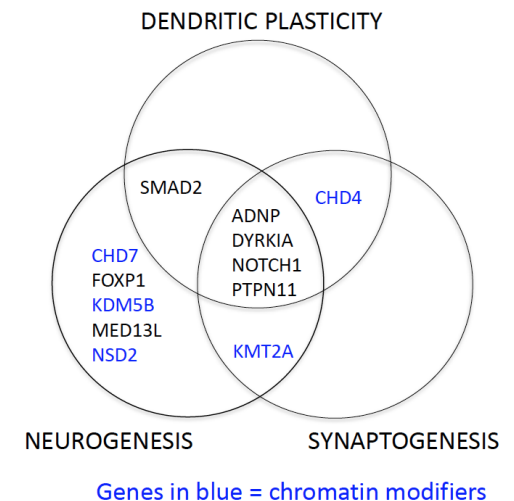 DENDRITIC PLASTICITY
SMAD2
CHD4
ADNP
DYRKIA
NOTCH1
PTPN11
CHD7
FOXP1
KDM5B
MED13L
NSD2
KMT2A
NEUROGENESIS
SYNAPTOGENESIS
Genes in blue = chromatin modifiers